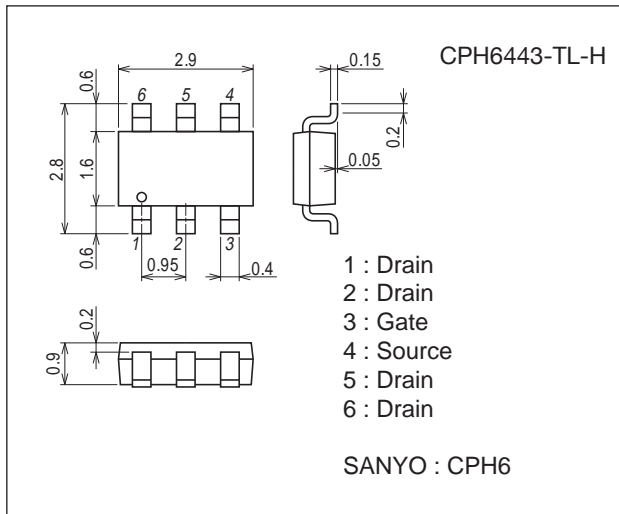 CPH6443-TL-H
2.9
0.15
0.6
6
5
4
0.2
2.8
1.6
0.05
0.6
1
2
3
0.95
0.4
1 : Drain
2 : Drain
3 : Gate
4 : Source
5 : Drain
6 : Drain
0.2
0.9
SANYO : CPH6